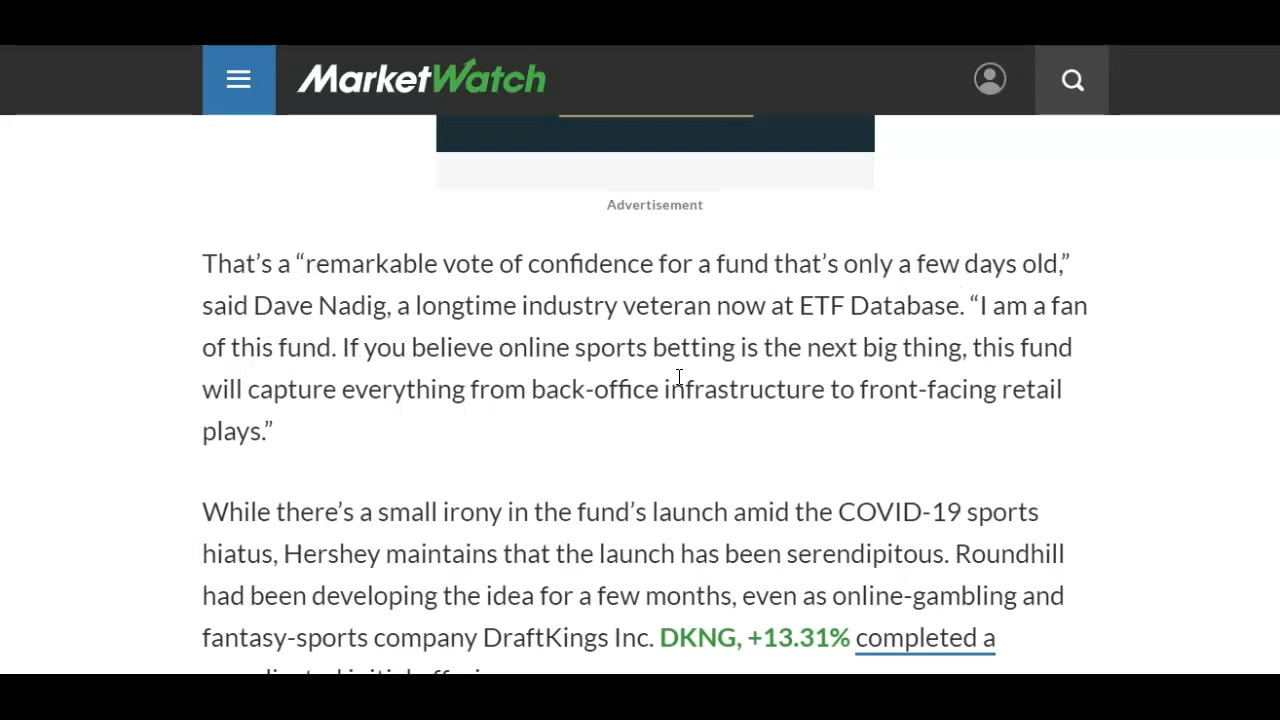 MarketWatch
Advertisement
That’s a “remarkable vote of confidence for a fund that’s only a few days old,”
said Dave Nadig, a longtime industry veteran now at ETF Database. “I am a fan
of this fund. If you believe online sports betting is the next big thing, this fund
will capture everything from back-office infrastructure to front-facing retail
plays.”
While there’s a small irony in the fund’s launch amid the COVID-19 sports
hiatus, Hershey maintains that the launch has been serendipitous. Roundhill
had been developing the idea for a few months, even as online-gambling and
fantasy-sports company DraftKings Inc. DKNG, +13.31% completed a